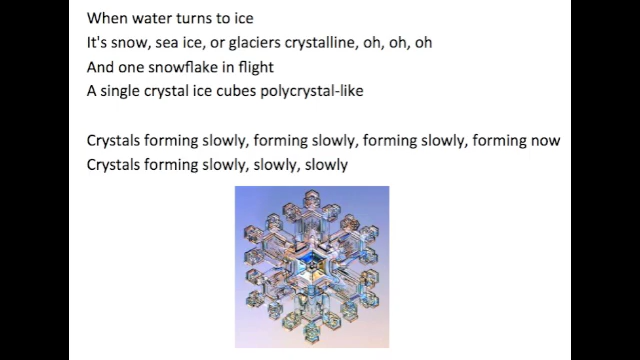 When water turns to ice
It's snow, sea ice, or glaciers crystalline, oh, oh, oh
And one snowflake in flight
A single crystal ice cubes polycrystal-like
Crystals forming slowly, forming slowly, forming slowly, forming now
Crystals forming slowly, slowly, slowly